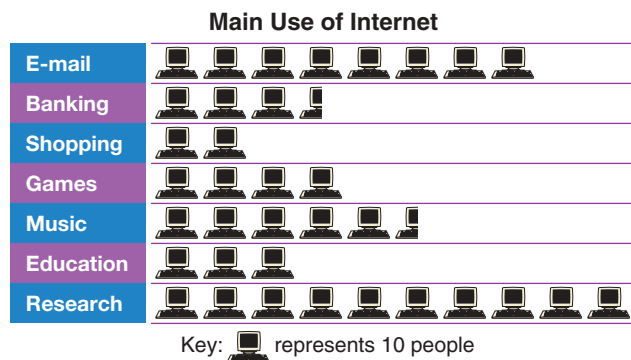 Main Use of Internet
E-mail
Banking
Shopping
Games
Music
Education
Research
Key: represents 10 people